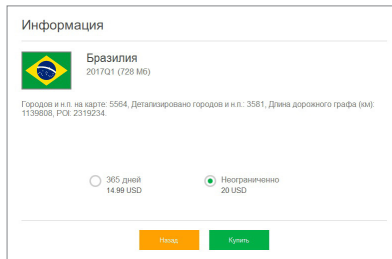 Информация
Бразилия
2017Q1 (728 Мб)
Городов и н.п. на карте: 5564, Детализировано городов и н.п.: 3581, Длина дорожного графа (км):
1139808, POI: 2319234.
365 дней
14.99 USD
Неограниченно
20 USD
Назад
Купить